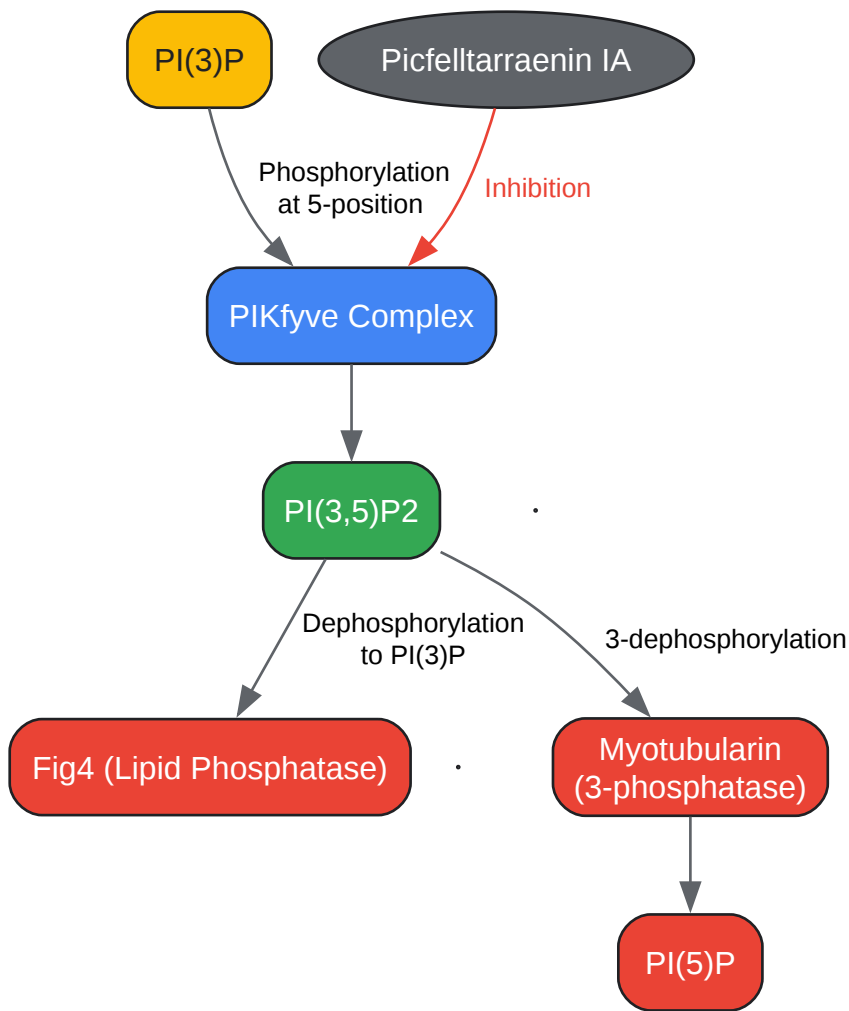 PI(3)P
Picfelltarraenin IA
Phosphorylation
at 5-position
Inhibition
PIKfyve Complex
PI(3,5)P2
Dephosphorylation
to PI(3)P
3-dephosphorylation
Fig4 (Lipid Phosphatase)
Myotubularin
(3-phosphatase)
PI(5)P